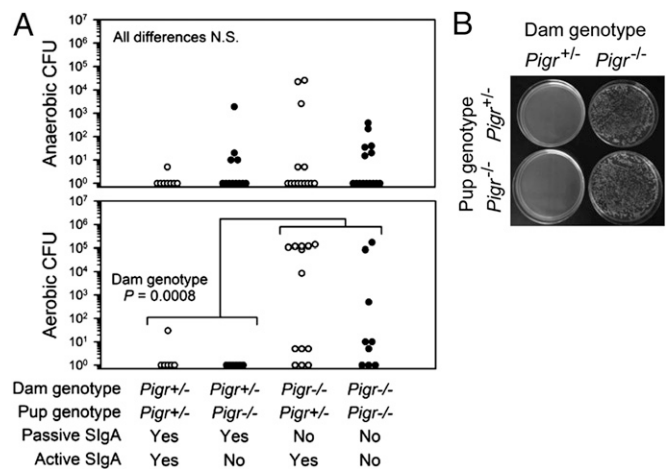 A
All differences N.S.
Anaerobic CFU
10⁷
10⁶
10⁵
10⁴
10³
10²
10¹
10⁰
Aerobic CFU
10⁷
10⁶
10⁵
10⁴
10³
10²
10¹
10⁰
Dam genotype
P = 0.0008
Dam genotype Pigr+/- Pigr+/- Pigr-/- Pigr-/-
Pup genotype Pigr+/- Pigr-/- Pigr+/- Pigr-/-
Passive SIgA Yes Yes No No
Active SIgA Yes No Yes No
B
Dam genotype
Pigr+/- Pigr-/-
Pup genotype
Pigr+/-
Pigr-/-